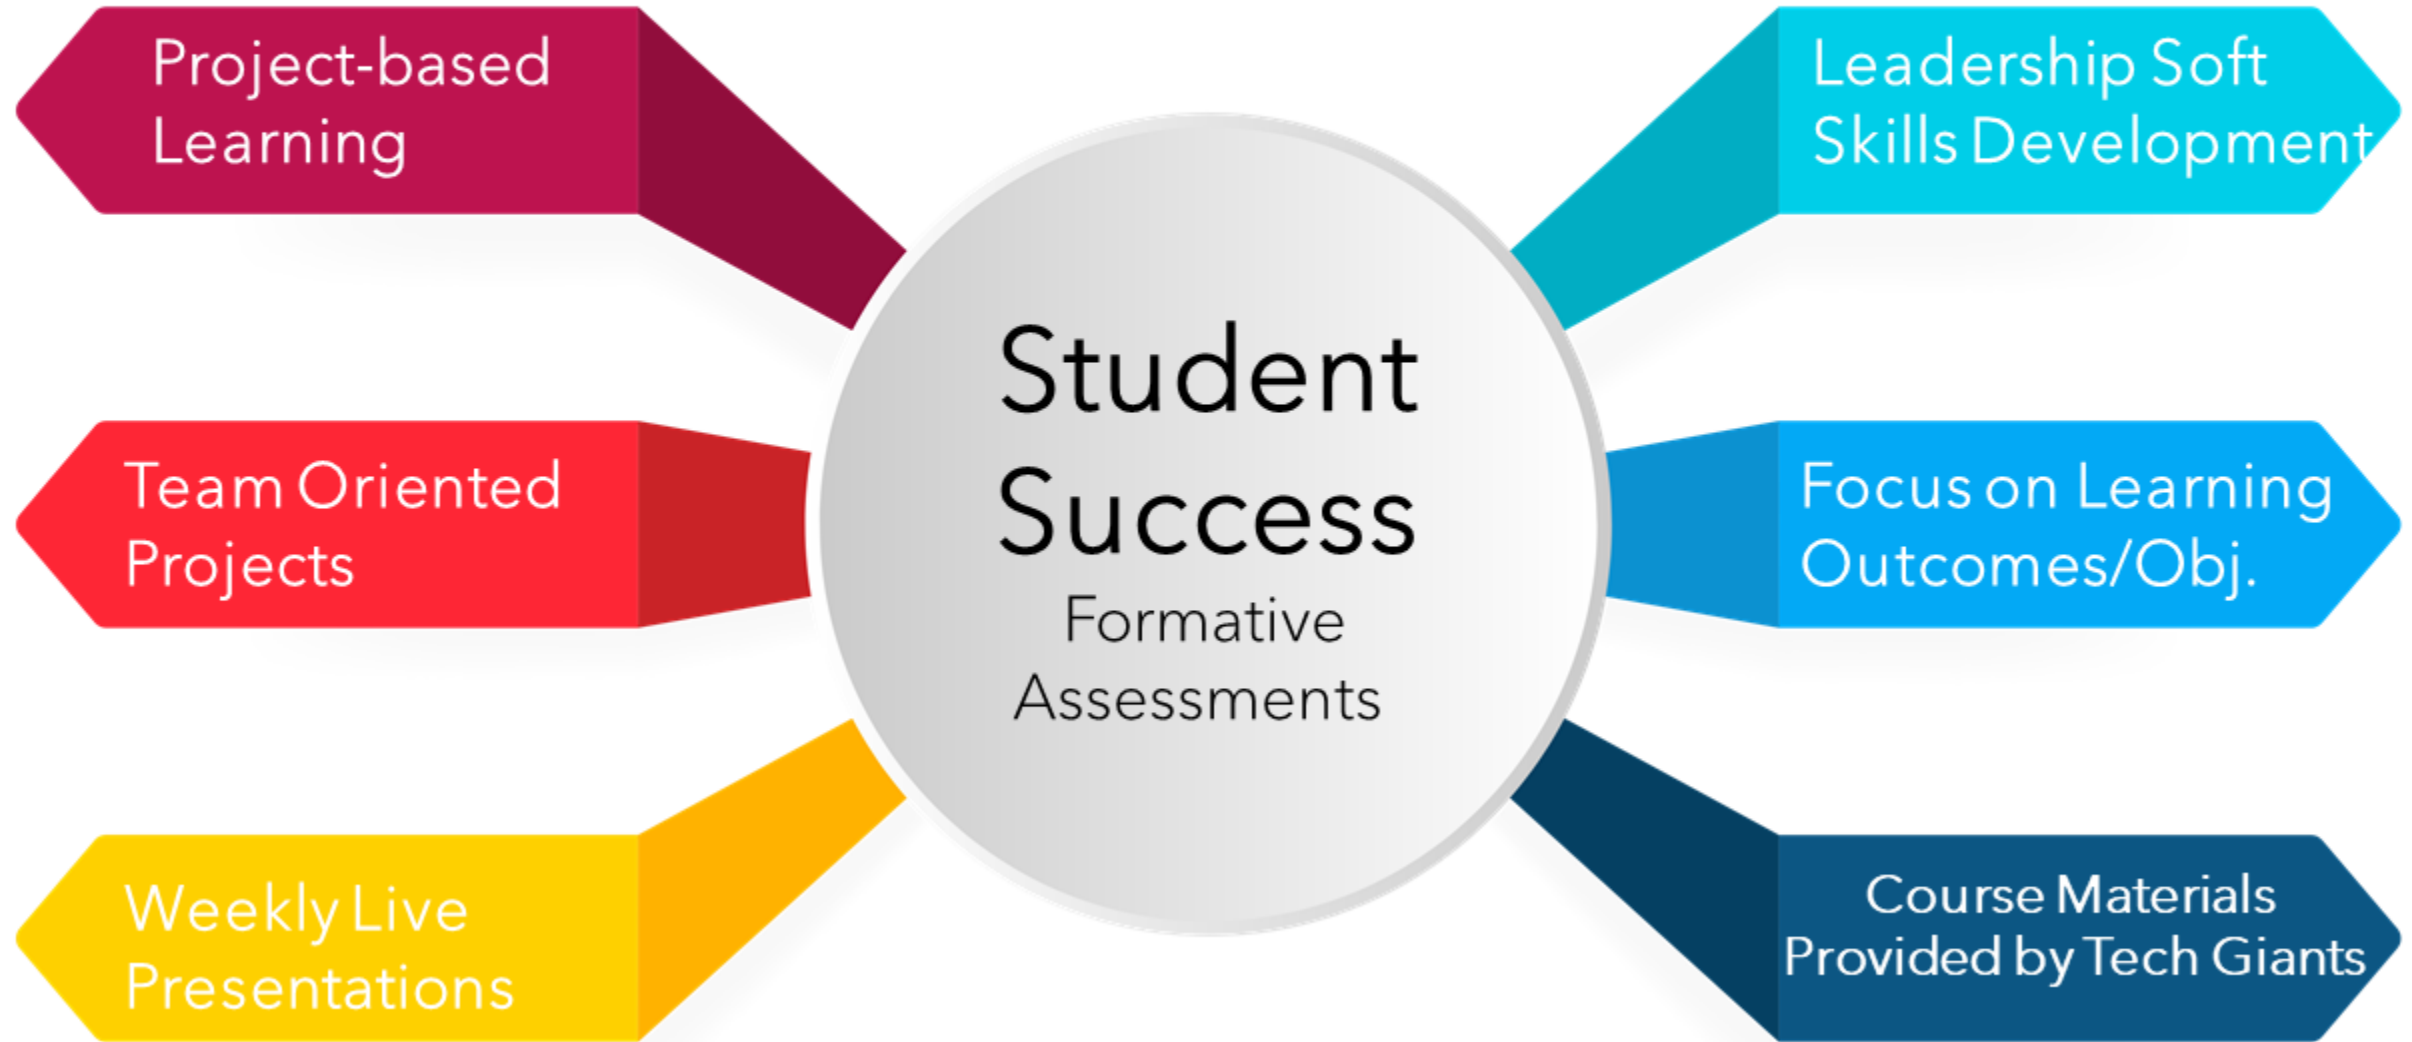 Project-based
Learning
Team Oriented
Projects
Weekly Live
Presentations
Student
Success
Formative
Assessments
Leadership Soft
Skills Development
Focus on Learning
Outcomes/Obj.
Course Materials
Provided by Tech Giants